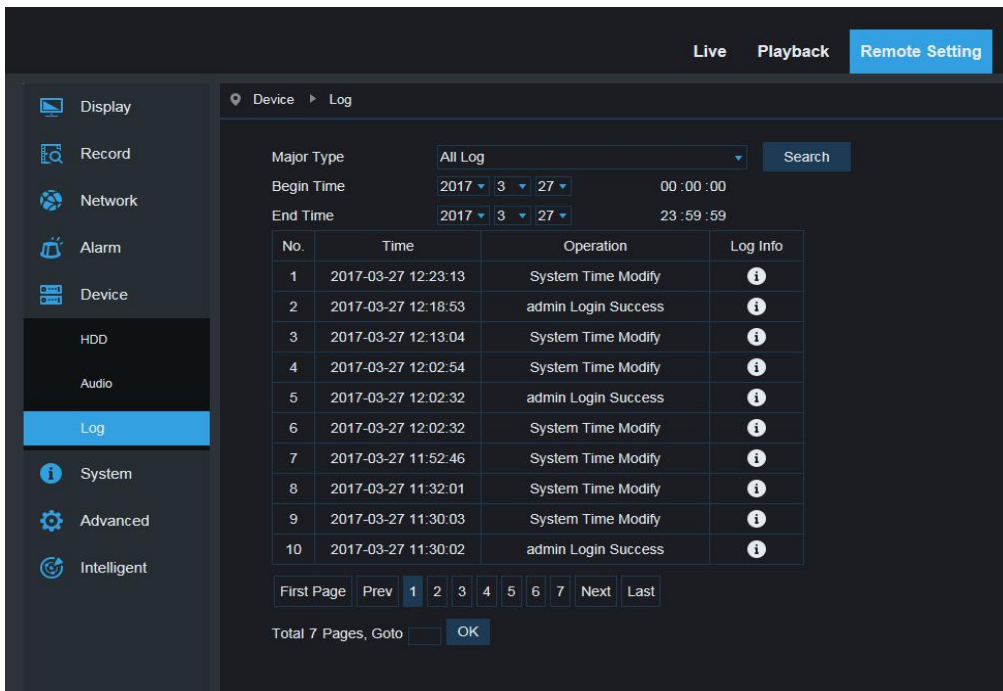 Live Playback Remote Setting
Display
Record
Network
Alarm
Device
HDD
Audio
Log
System
Advanced
Intelligent
Device Log
Major Type All Log Search
Begin Time 2017 3 27 00 :00 :00
End Time 2017 3 27 23 :59 :59
No. Time Operation Log Info
1 2017-03-27 12:23:13 System Time Modify
2 2017-03-27 12:18:53 admin Login Success
3 2017-03-27 12:13:04 System Time Modify
4 2017-03-27 12:02:54 System Time Modify
5 2017-03-27 12:02:32 admin Login Success
6 2017-03-27 12:02:32 System Time Modify
7 2017-03-27 11:52:46 System Time Modify
8 2017-03-27 11:32:01 System Time Modify
9 2017-03-27 11:30:03 System Time Modify
10 2017-03-27 11:30:02 admin Login Success
First Page Prev 1 2 3 4 5 6 7 Next Last
Total 7 Pages, Goto OK